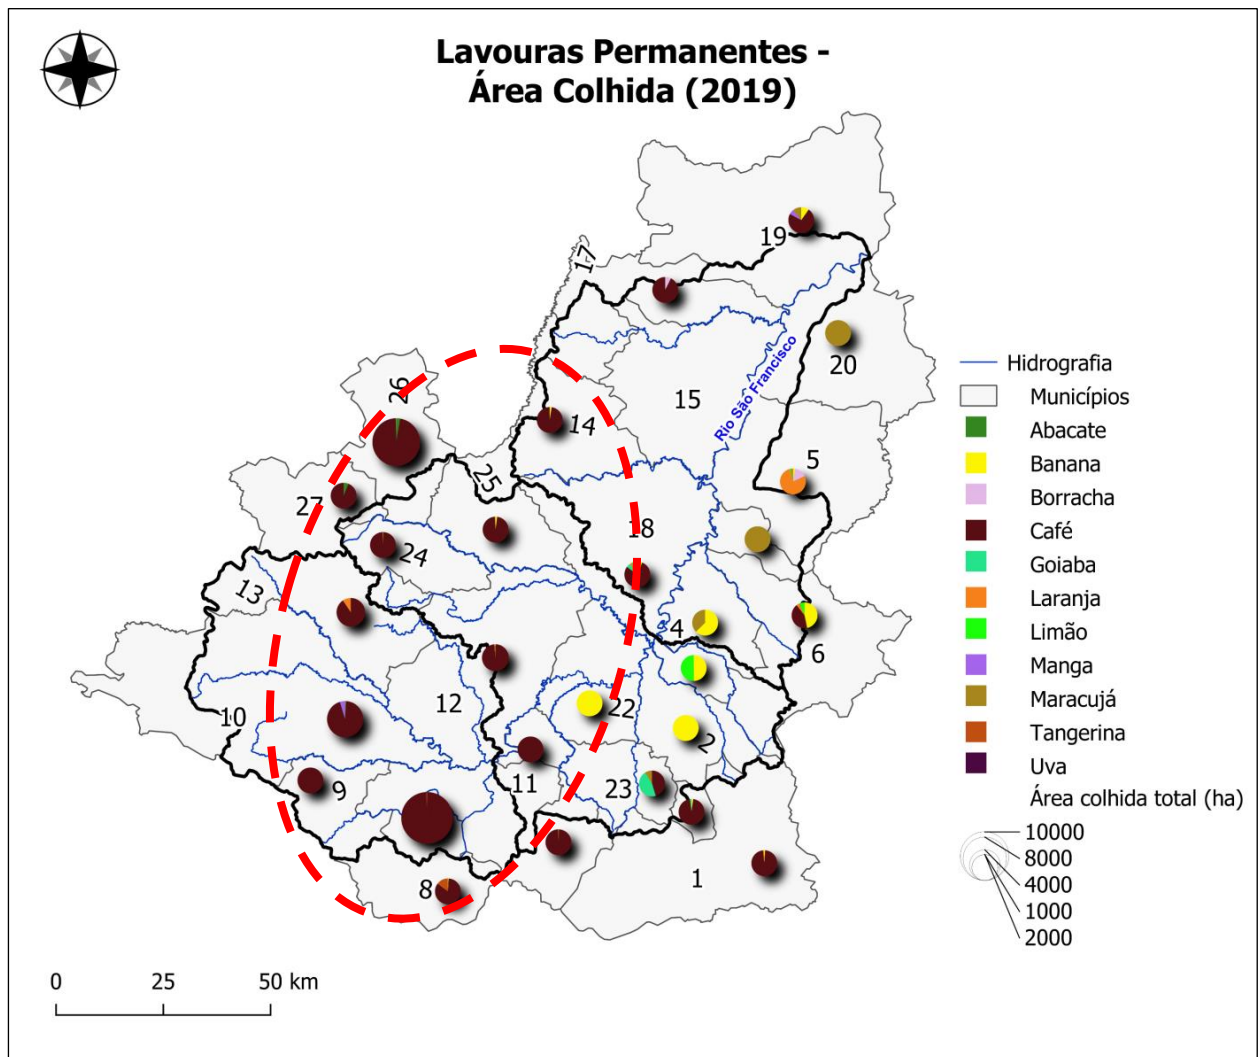 Lavouras Permanentes -
Área Colhida (2019)
19
17
Rio São Francisco
20
15
26
14
5
25
27
18
24
13
4
6
12
22
10
2
11
23
9
8
1
Hidrografia
Municípios
Abacate
Banana
Borracha
Café
Goiaba
Laranja
Limão
Manga
Maracujá
Tangerina
Uva
Área colhida total (ha)
10000
8000
4000
1000
2000
0 25 50 km